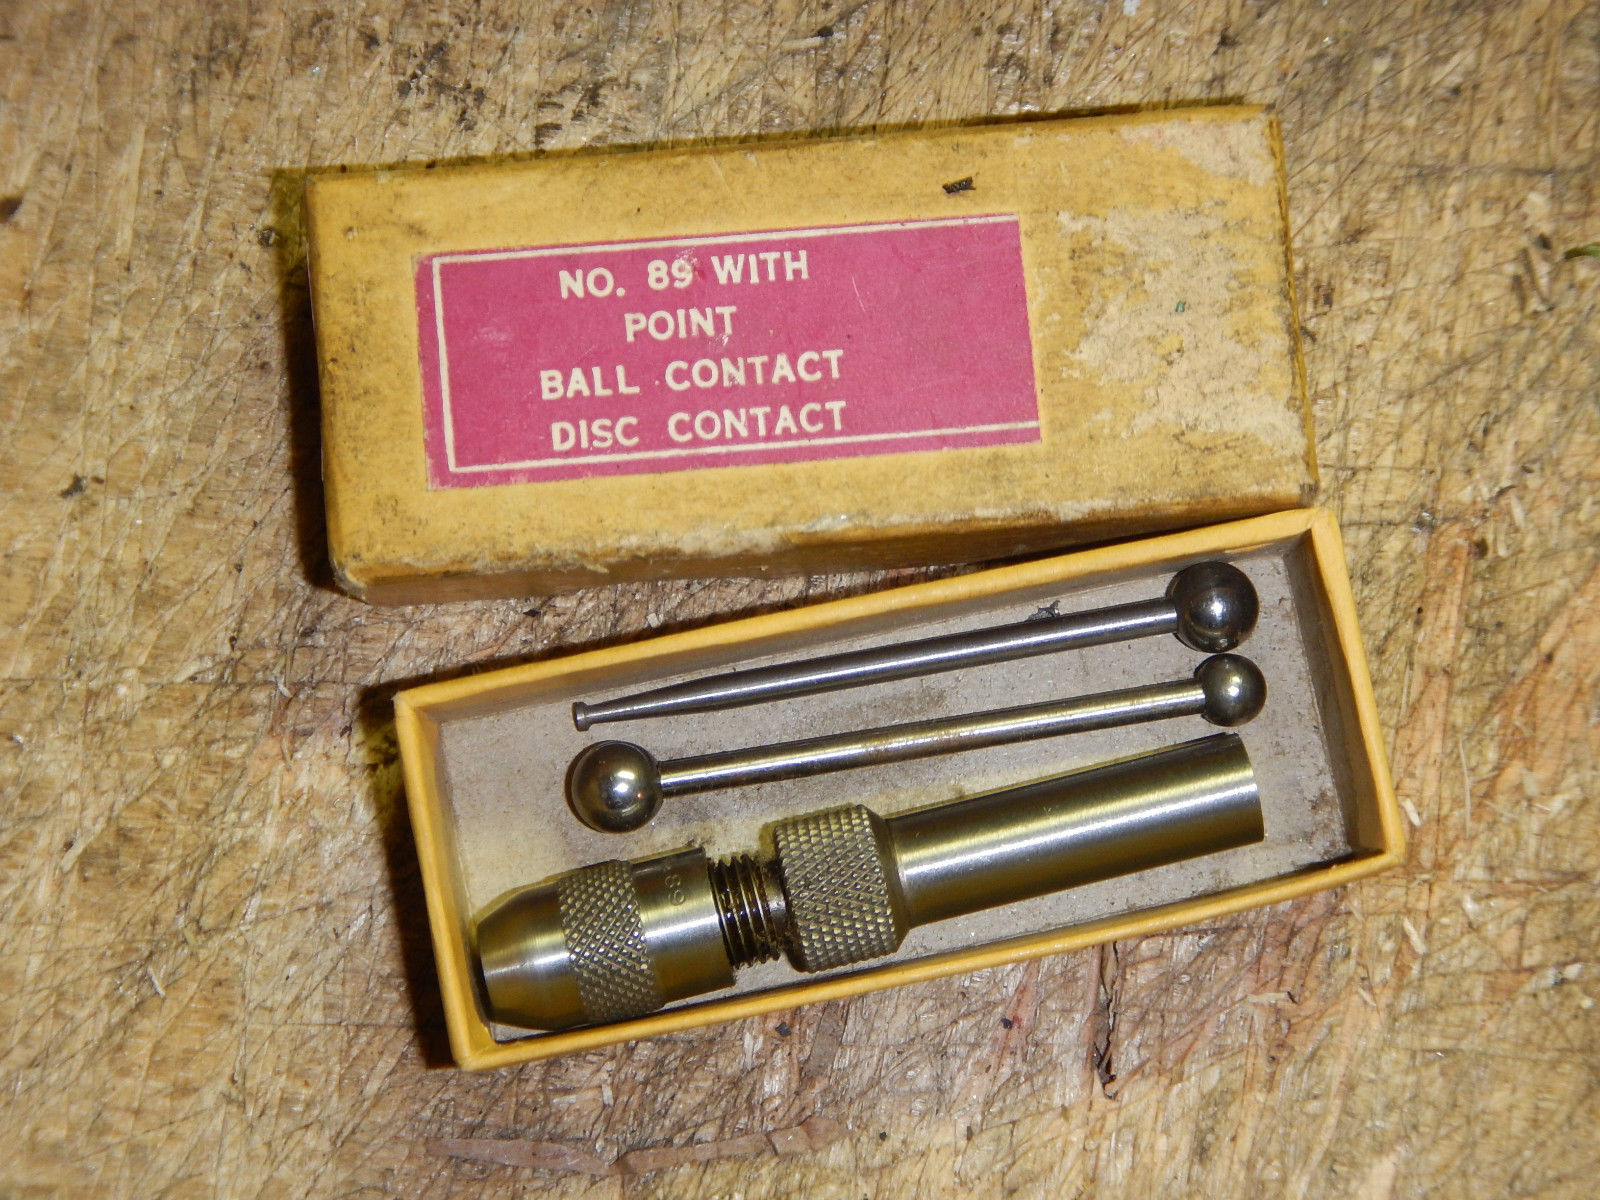 NO. 89 WITH
POINT
BALL CONTACT
DISC CONTACT